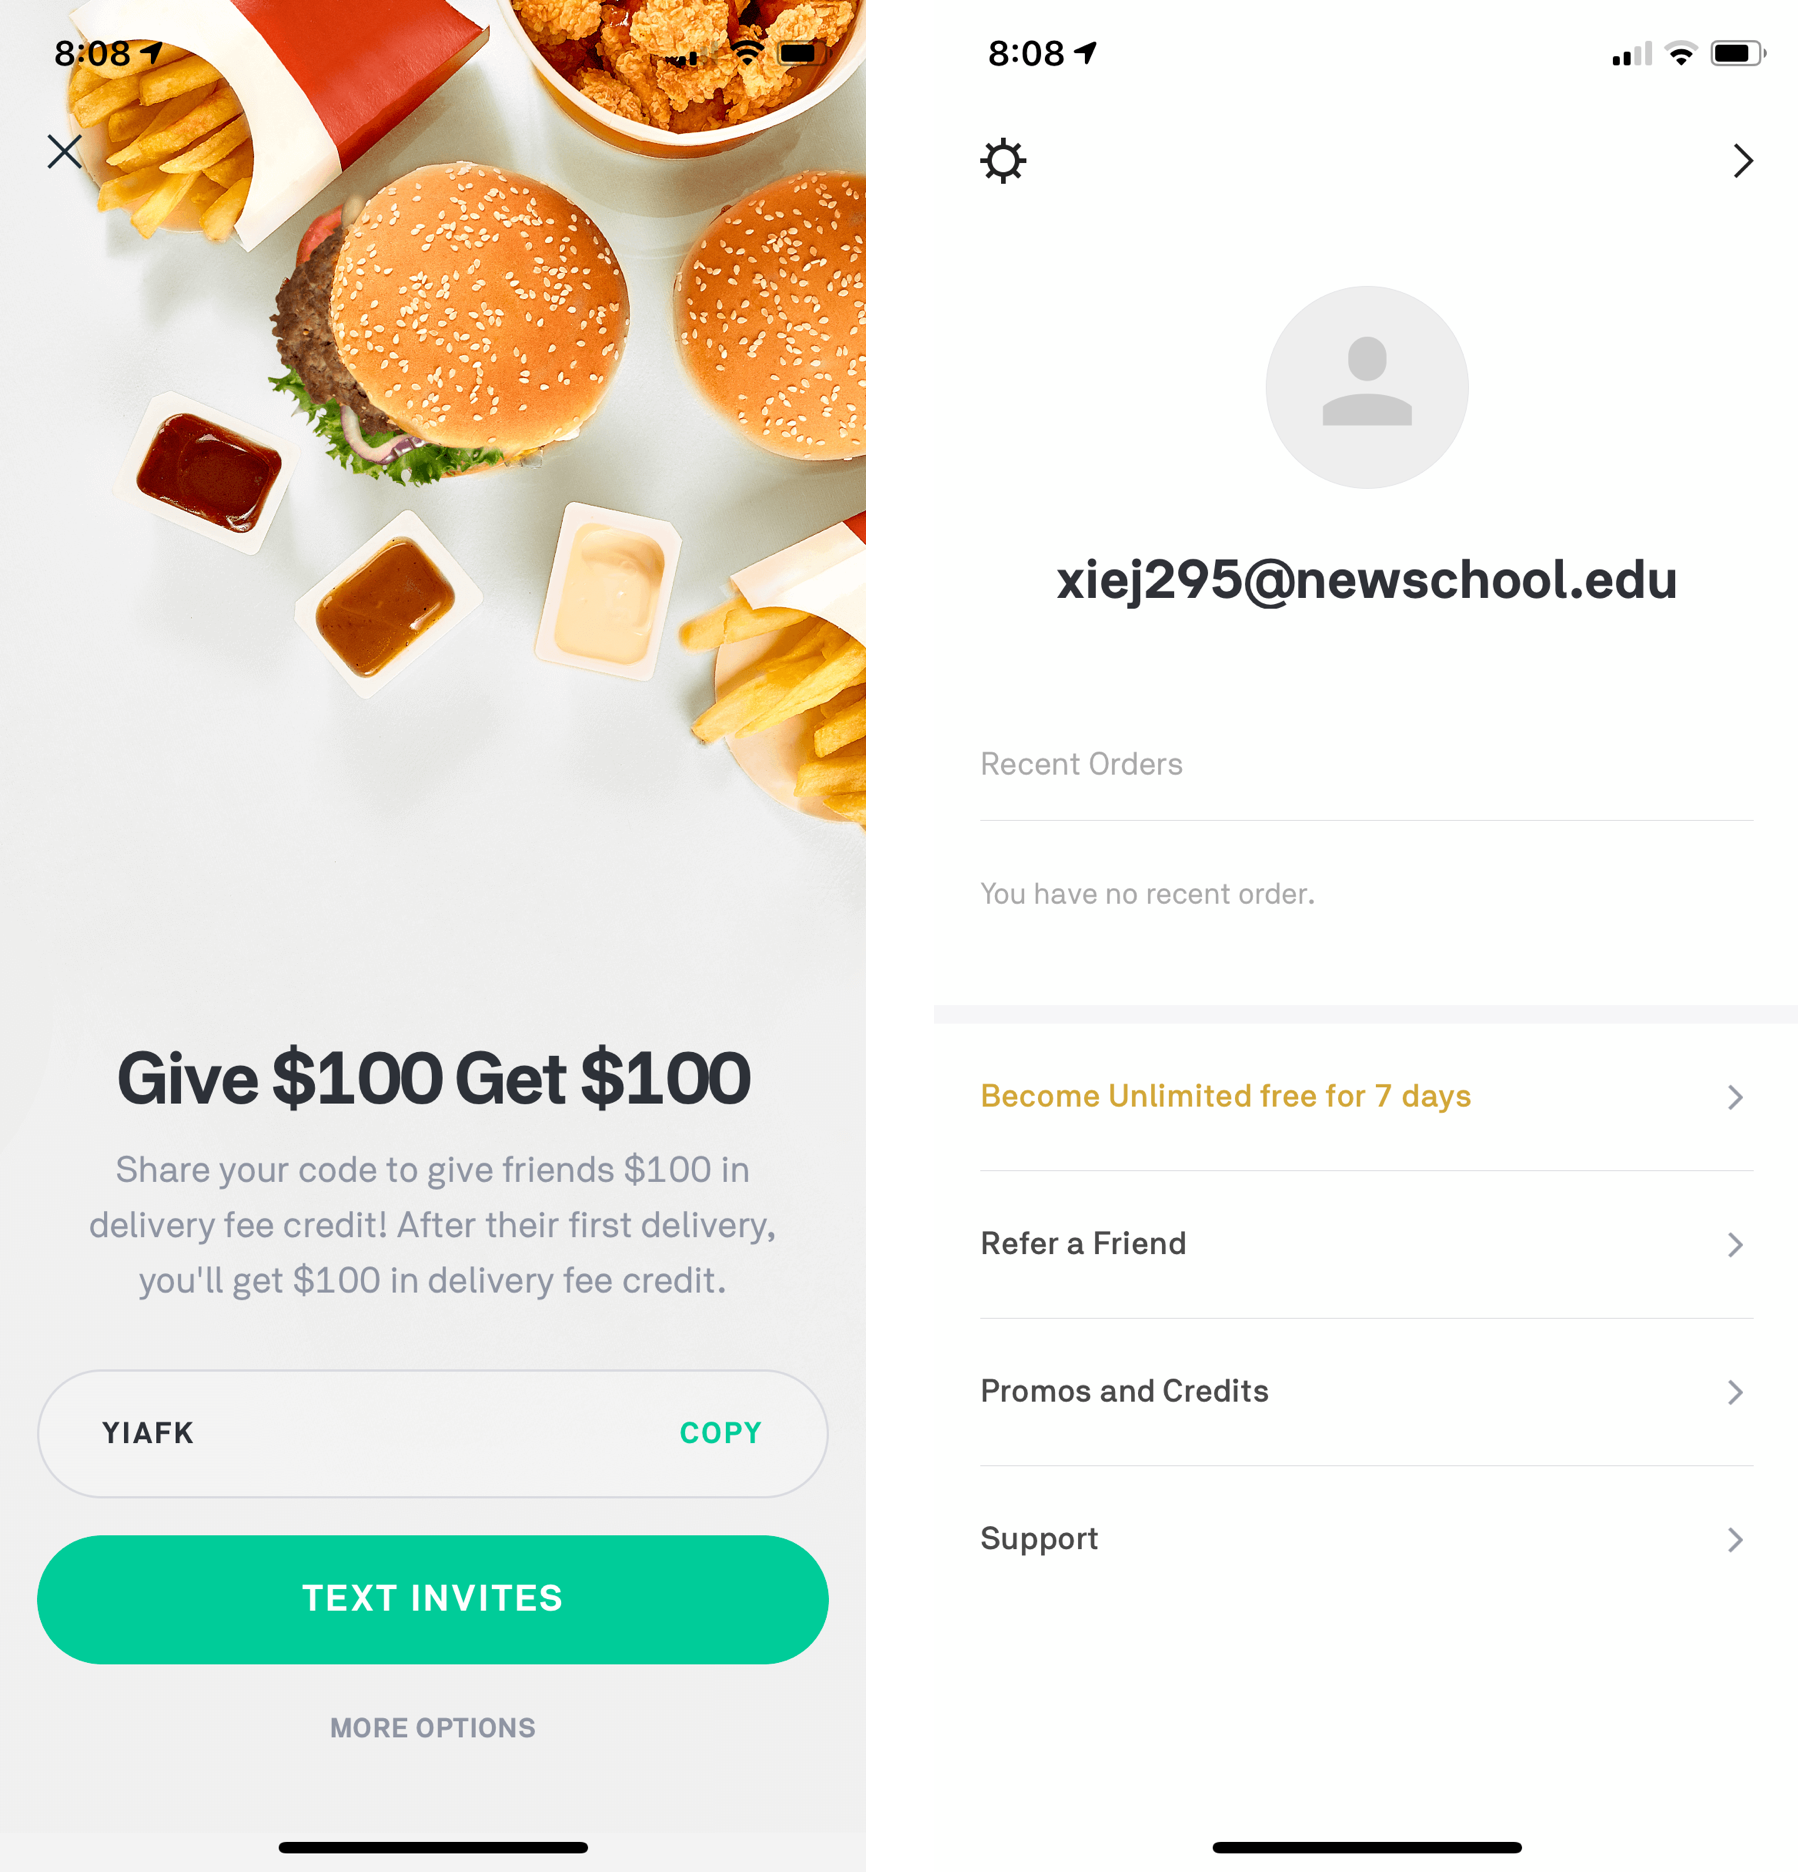 8:08
Give $100 Get $100
Share your code to give friends $100 in
delivery fee credit! After their first delivery,
you'll get $100 in delivery fee credit.
YIAFK
COPY
TEXT INVITES
MORE OPTIONS
8:08
xiej295@newschool.edu
Recent Orders
You have no recent order.
Become Unlimited free for 7 days
Refer a Friend
Promos and Credits
Support